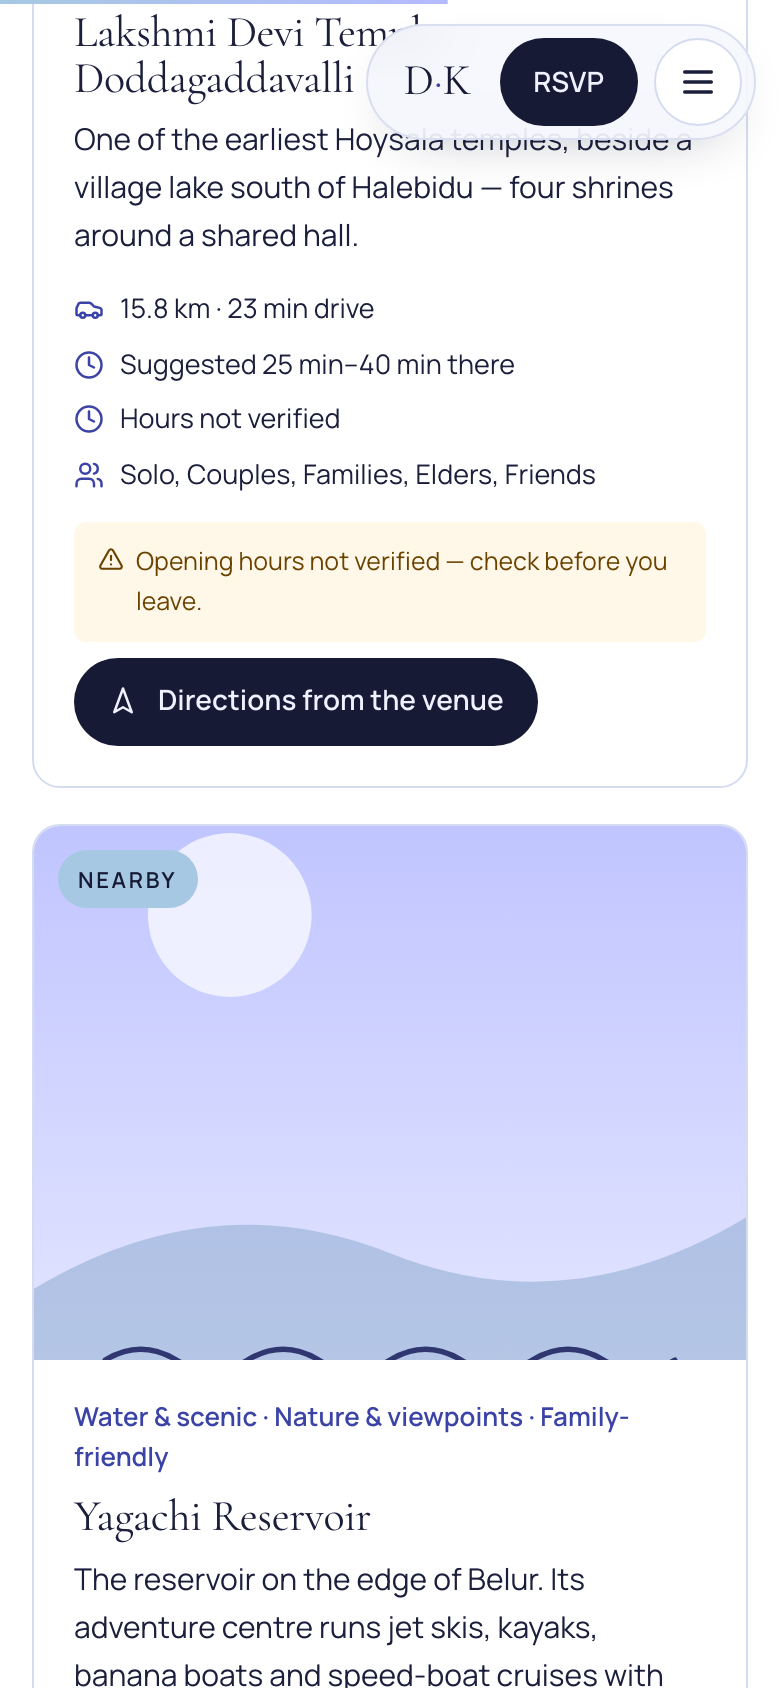 Lakshmi Devi Temple
Doddagaddavalli
D·K
RSVP
One of the earliest Hoysala temples, beside a
village lake south of Halebidu — four shrines
around a shared hall.
15.8 km · 23 min drive
Suggested 25 min–40 min there
Hours not verified
Solo, Couples, Families, Elders, Friends
Opening hours not verified — check before you
leave.
Directions from the venue
NEARBY
Water & scenic · Nature & viewpoints · Family-
friendly
Yagachi Reservoir
The reservoir on the edge of Belur. Its
adventure centre runs jet skis, kayaks,
banana boats and speed-boat cruises with